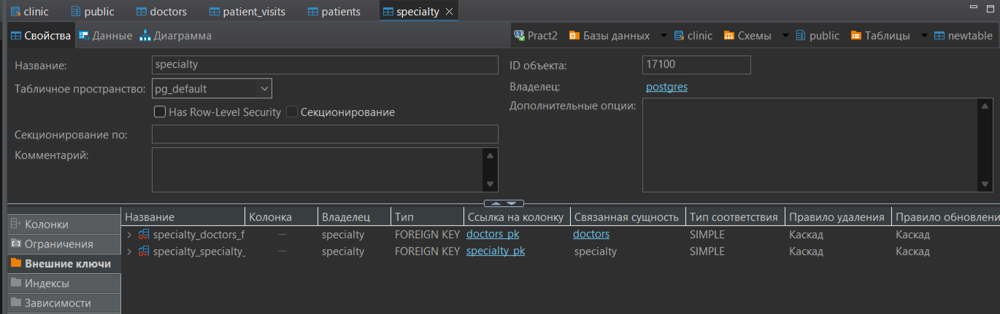 clinic public doctors patient_visits patients specialty
Свойства Данные Диаграмма Pract2 Базы данных clinic Схемы public Таблицы newtable
Название: specialty ID объекта: 17100
Табличное пространство: pg_default Владелец: postgres
Has Row-Level Security Секционирование Дополнительные опции:
Секционирование по:
Комментарий:
Колонки
Ограничения
Внешние ключи
Индексы
Зависимости
Название Колонка Владелец Тип Ссылка на колонку Связанная сущность Тип соответствия Правило удаления Правило обновлени
specialty_doctors_f — specialty FOREIGN KEY doctors_pk doctors SIMPLE Каскад Каскад
specialty_specialty_ — specialty FOREIGN KEY specialty_pk specialty SIMPLE Каскад Каскад